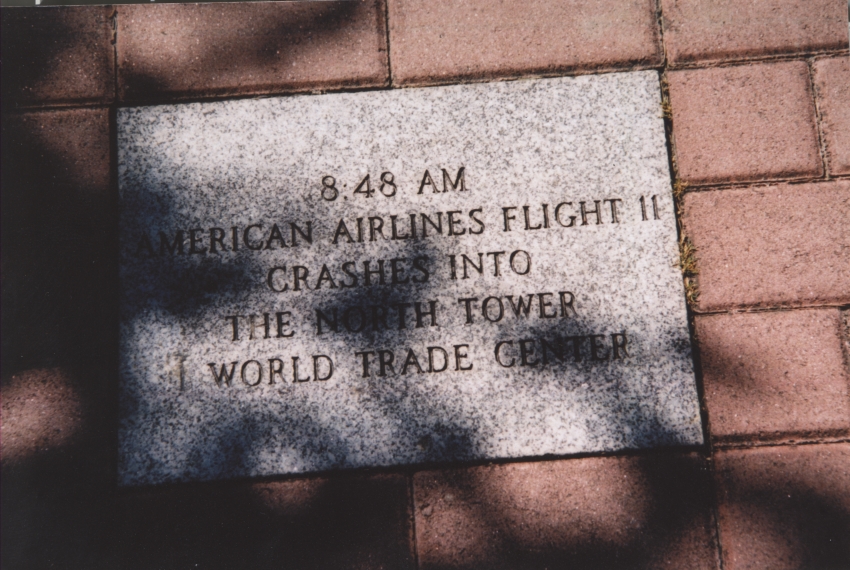 8:48 AM
AMERICAN AIRLINES FLIGHT 11
CRASHES INTO
THE NORTH TOWER
1 WORLD TRADE CENTER